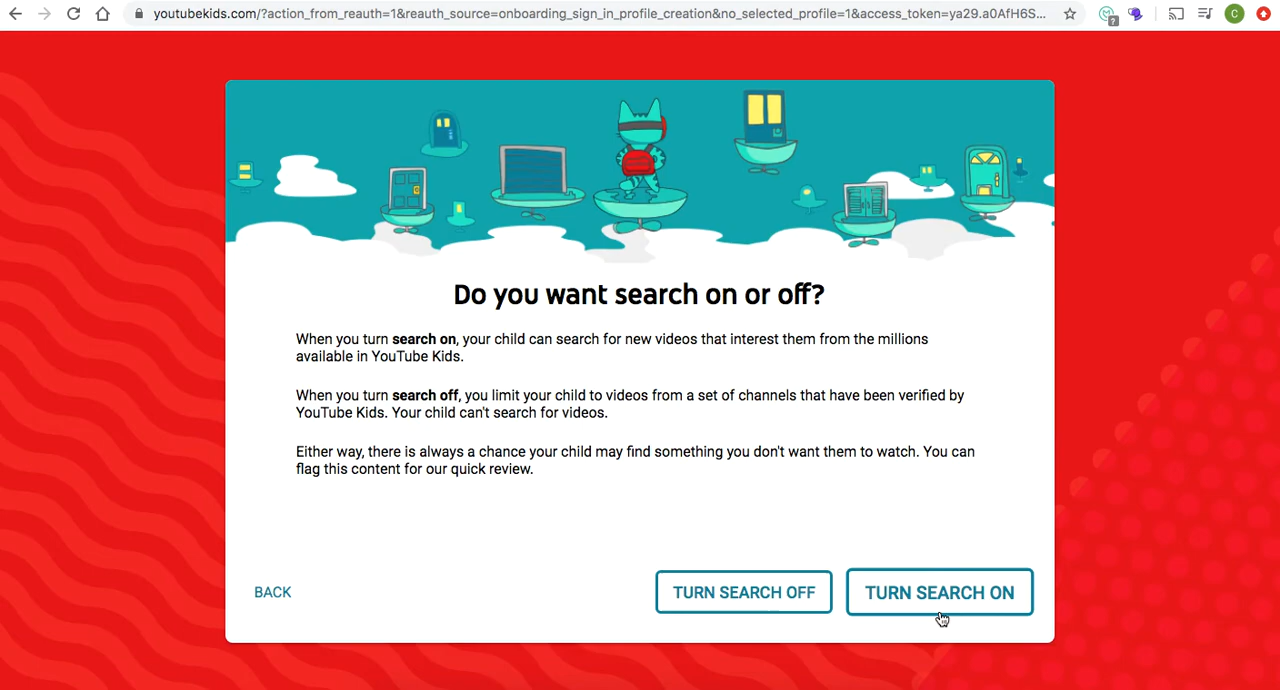 youtubekids.com/?action_from_reauth=1&reauth_source=onboarding_sign_in_profile_creation&no_selected_profile=1&access_token=ya29.a0AfH6S...
C
Do you want search on or off?
When you turn search on, your child can search for new videos that interest them from the millions
available in YouTube Kids.
When you turn search off, you limit your child to videos from a set of channels that have been verified by
YouTube Kids. Your child can't search for videos.
Either way, there is always a chance your child may find something you don't want them to watch. You can
flag this content for our quick review.
BACK
TURN SEARCH OFF
TURN SEARCH ON